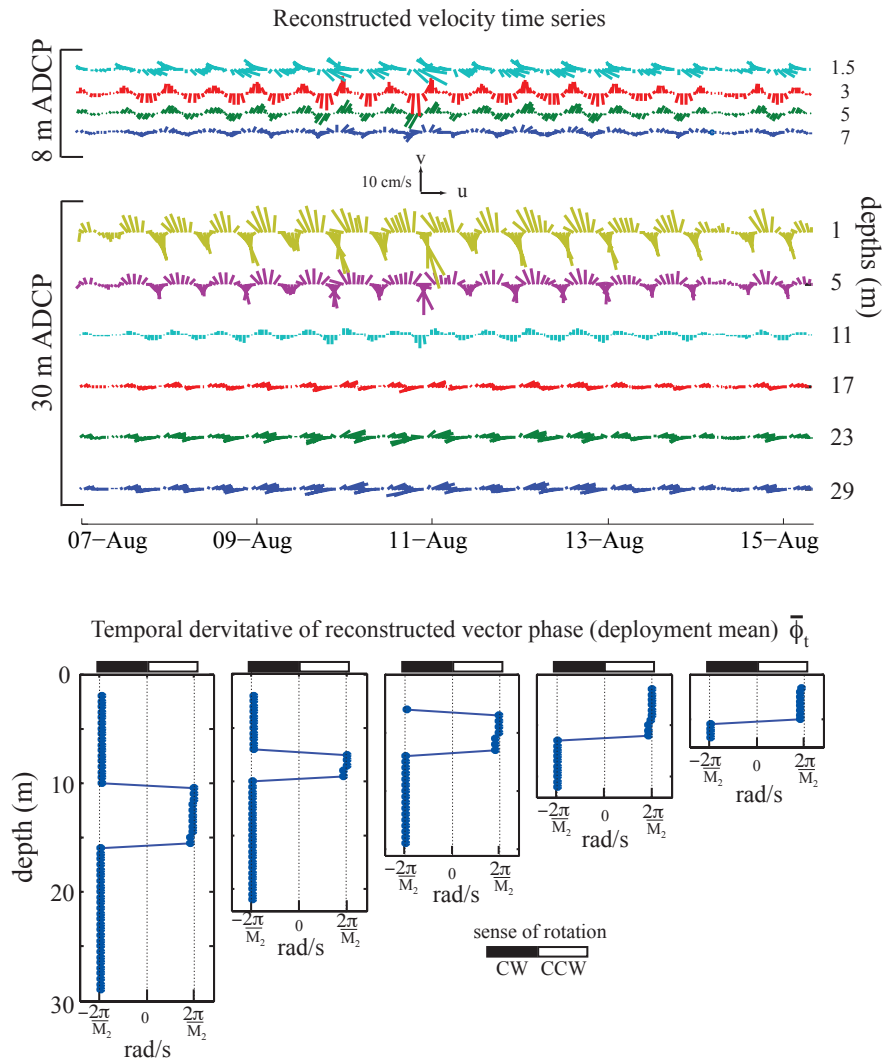 Reconstructed velocity time series
8 m ADCP
1.5
3
5
7
v
10 cm/s
u
30 m ADCP
depths (m)
1
5
11
17
23
29
07−Aug 09−Aug 11−Aug 13−Aug 15−Aug
Temporal dervitative of reconstructed vector phase (deployment mean) ϕ̅t
depth (m)
0
10
20
30
−2π/M2 0 2π/M2
rad/s
−2π/M2 0 2π/M2
rad/s
−2π/M2 0 2π/M2
rad/s
−2π/M2 0 2π/M2
rad/s
−2π/M2 0 2π/M2
rad/s
sense of rotation
CW CCW